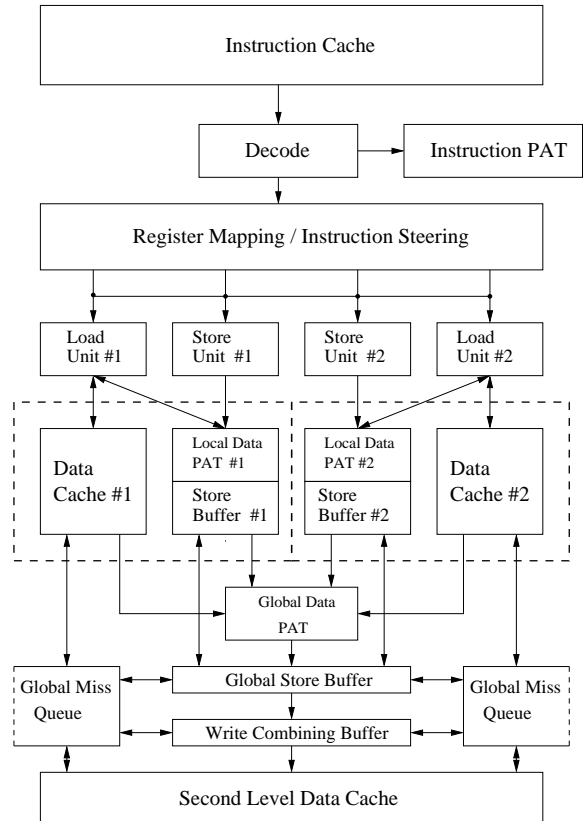 Instruction Cache
Decode
Instruction PAT
Register Mapping / Instruction Steering
Load
Unit #1
Store
Unit #1
Store
Unit #2
Load
Unit #2
Data
Cache #1
Local Data
PAT #1
Store
Buffer #1
Local Data
PAT #2
Store
Buffer #2
Data
Cache #2
Global Data
PAT
Global Miss
Queue
Global Store Buffer
Write Combining Buffer
Global Miss
Queue
Second Level Data Cache